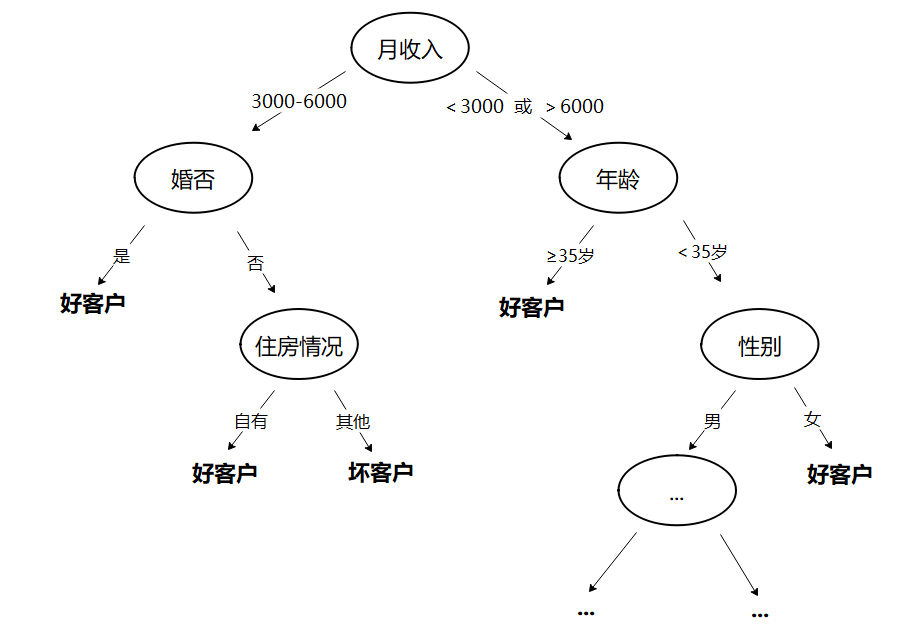 月收入
3000-6000
<3000 或 >6000
婚否
年龄
是
否
≥35岁
<35岁
好客户
好客户
住房情况
性别
自有
其他
男
女
好客户
坏客户
好客户
...
...
...